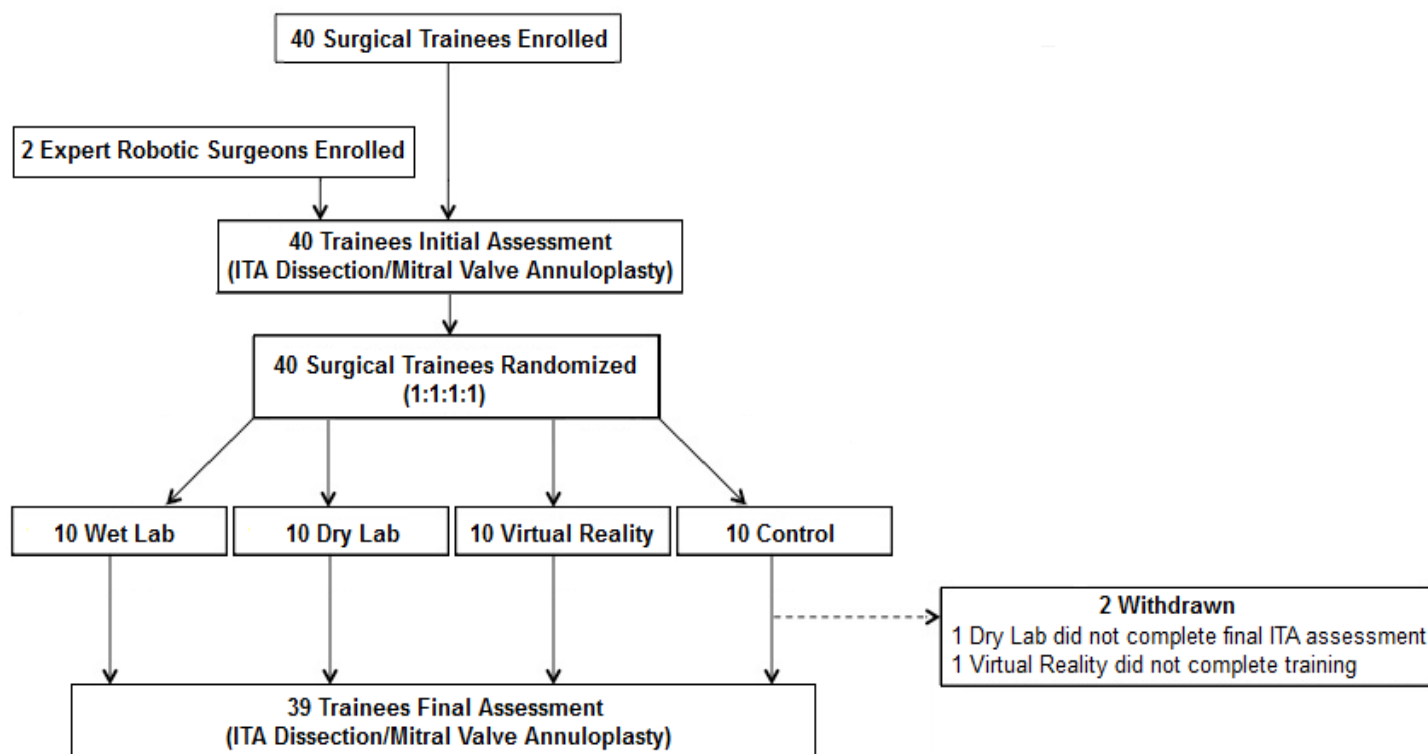 40 Surgical Trainees Enrolled
2 Expert Robotic Surgeons Enrolled
40 Trainees Initial Assessment
(ITA Dissection/Mitral Valve Annuloplasty)
40 Surgical Trainees Randomized
(1:1:1:1)
10 Wet Lab
10 Dry Lab
10 Virtual Reality
10 Control
2 Withdrawn
1 Dry Lab did not complete final ITA assessment
1 Virtual Reality did not complete training
39 Trainees Final Assessment
(ITA Dissection/Mitral Valve Annuloplasty)